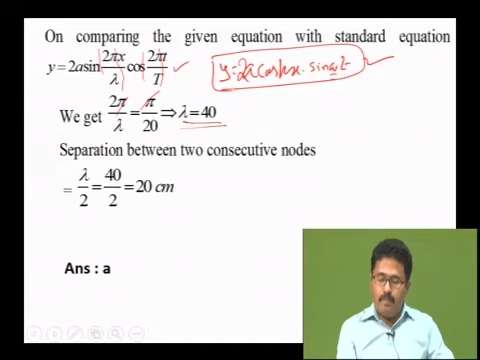 On comparing the given equation with standard equation
y = 2a sin 2πx/λ cos 2πt/T y = 2a cos kx . sin ωt
We get 2π/λ = π/20 ⇒ λ = 40
Separation between two consecutive nodes
= λ/2 = 40/2 = 20 cm
Ans : a